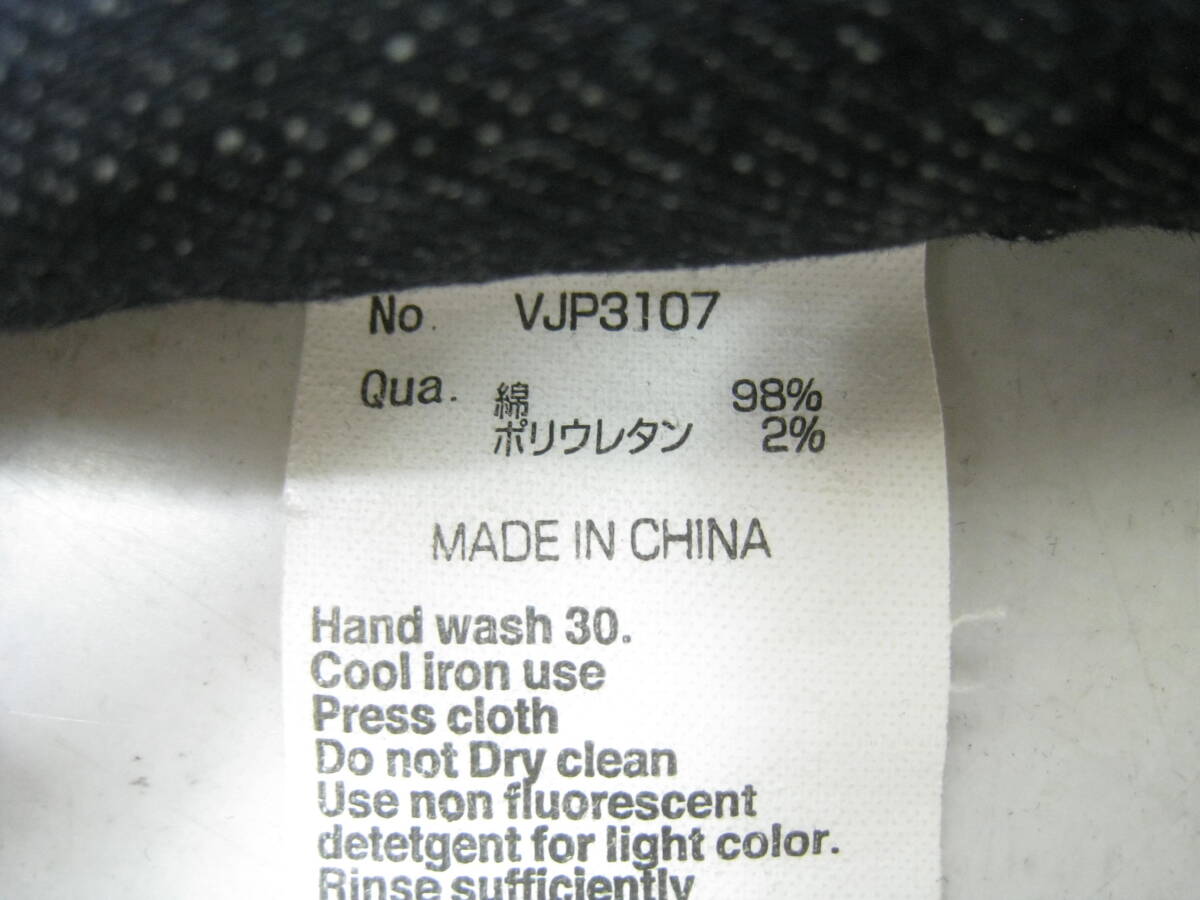 No. VJP3107
Qua. 綿 98%
ポリウレタン 2%
MADE IN CHINA
Hand wash 30.
Cool iron use
Press cloth
Do not Dry clean
Use non fluorescent
detetgent for light color.
Rinse sufficiently